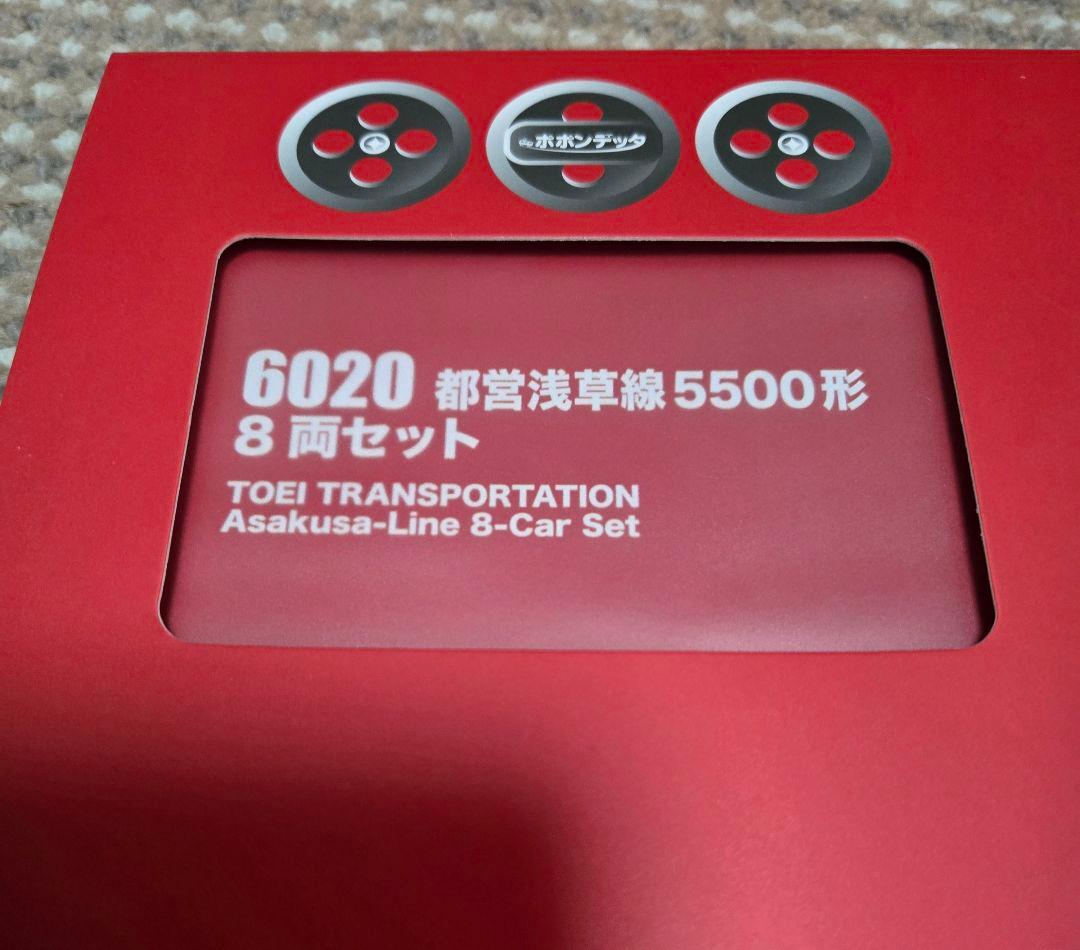 ポポンデッタ
6020 都営浅草線5500形
8両セット
TOEI TRANSPORTATION
Asakusa-Line 8-Car Set